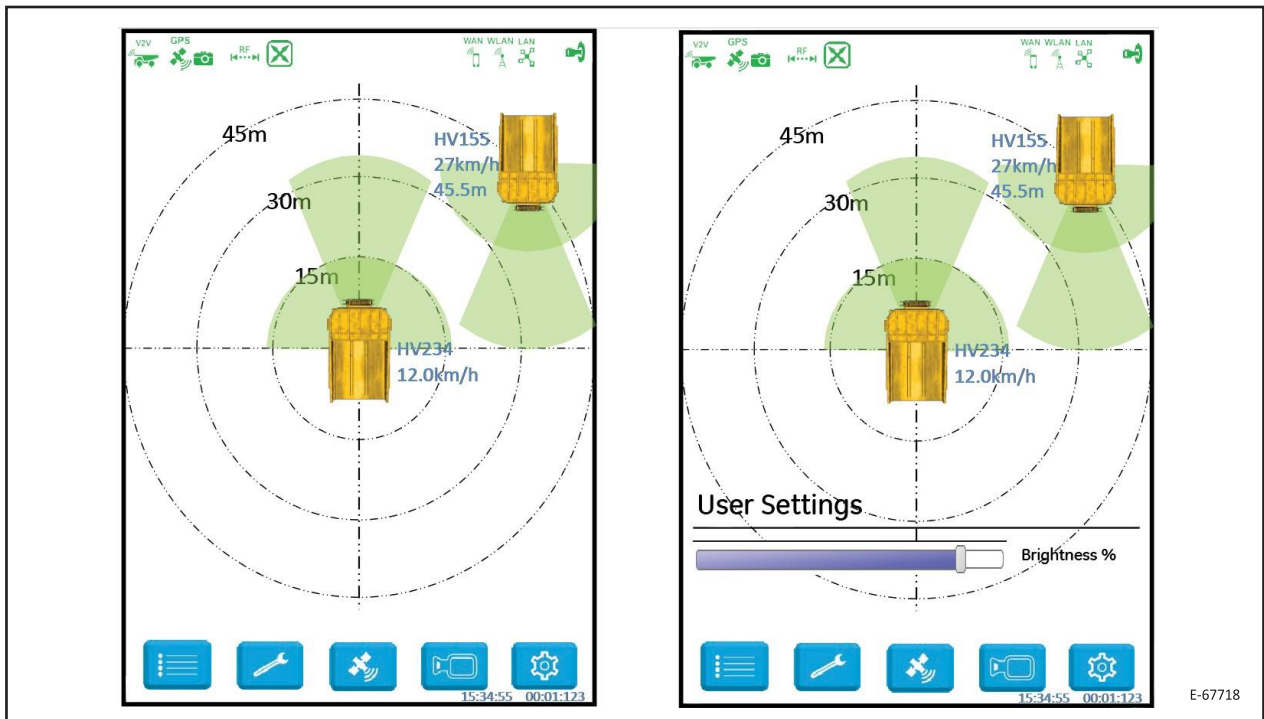 V2V GPS RF WAN WLAN LAN
45m
HV155
27km/h
45.5m
30m
15m
HV234
12.0km/h
15:34:55 00:01:123
V2V GPS RF WAN WLAN LAN
45m
HV155
27km/h
45.5m
30m
15m
HV234
12.0km/h
User Settings
Brightness %
15:34:55 00:01:123
E-67718